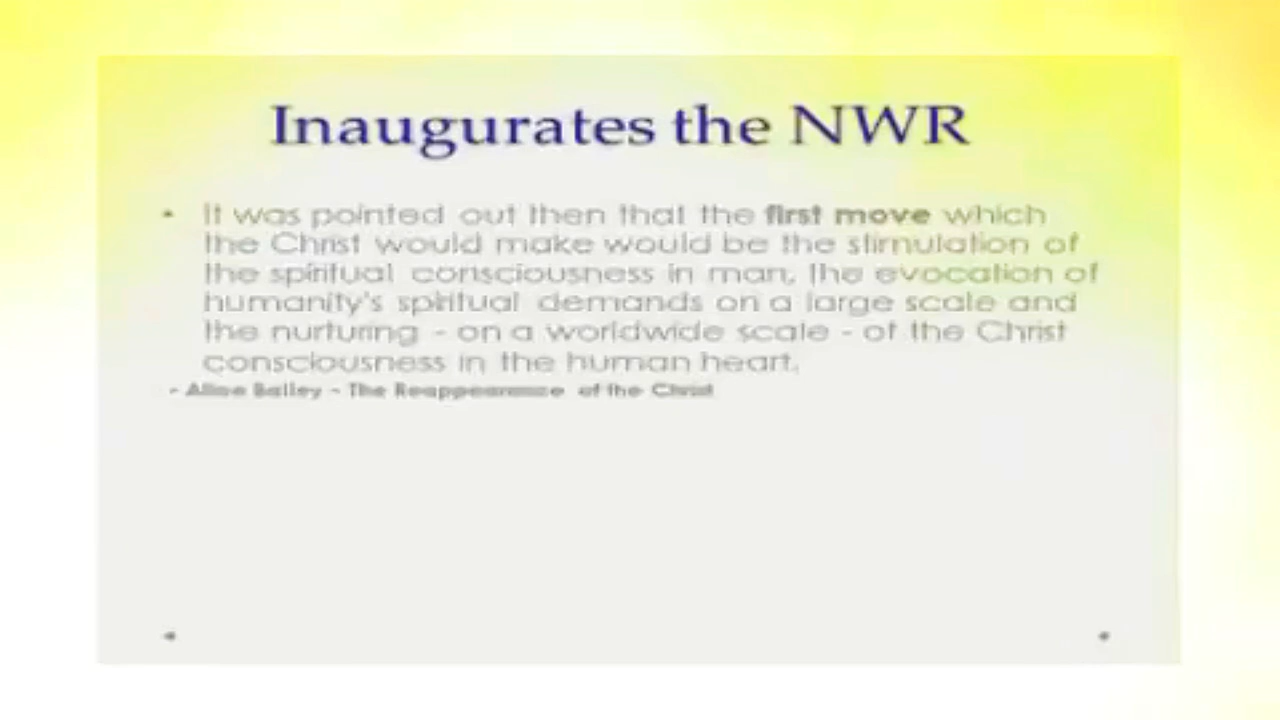 Inaugurates the NWR
• It was pointed out then that the first move which
the Christ would make would be the stimulation of
the spiritual consciousness in man, the evocation of
humanity's spiritual demands on a large scale and
the nurturing - on a worldwide scale - of the Christ
consciousness in the human heart.
- Alice Bailey - The Reappearance of the Christ